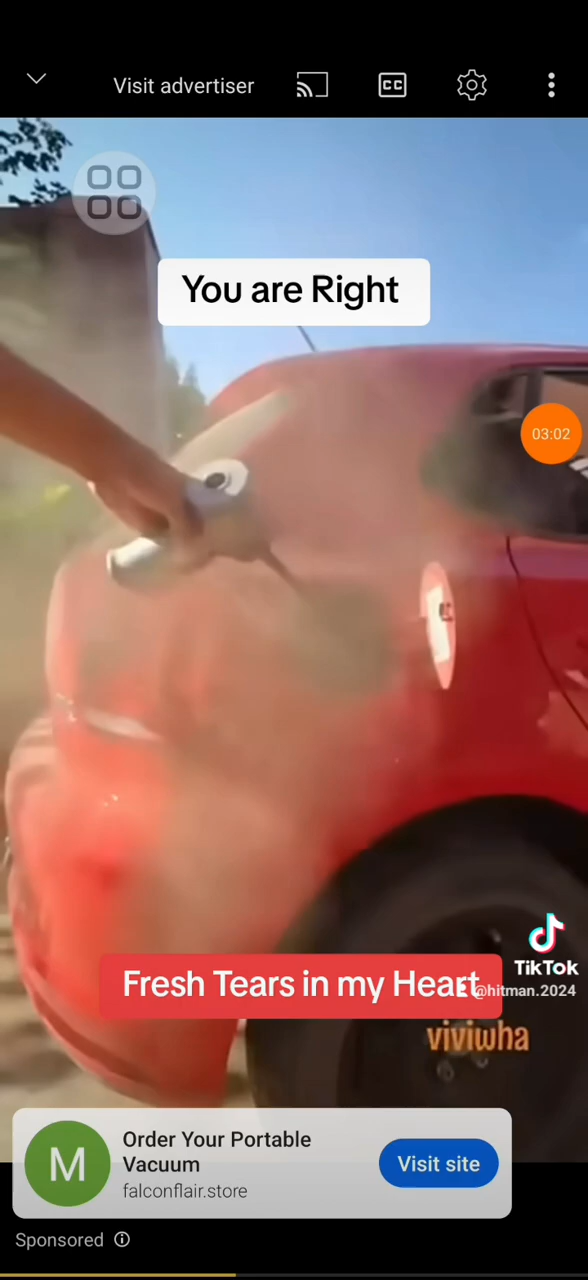 Visit advertiser
CC
You are Right
03:02
TikTok
Fresh Tears in my Heart
@hitman.2024
viviwha
M
Order Your Portable
Vacuum
falconflair.store
Visit site
Sponsored